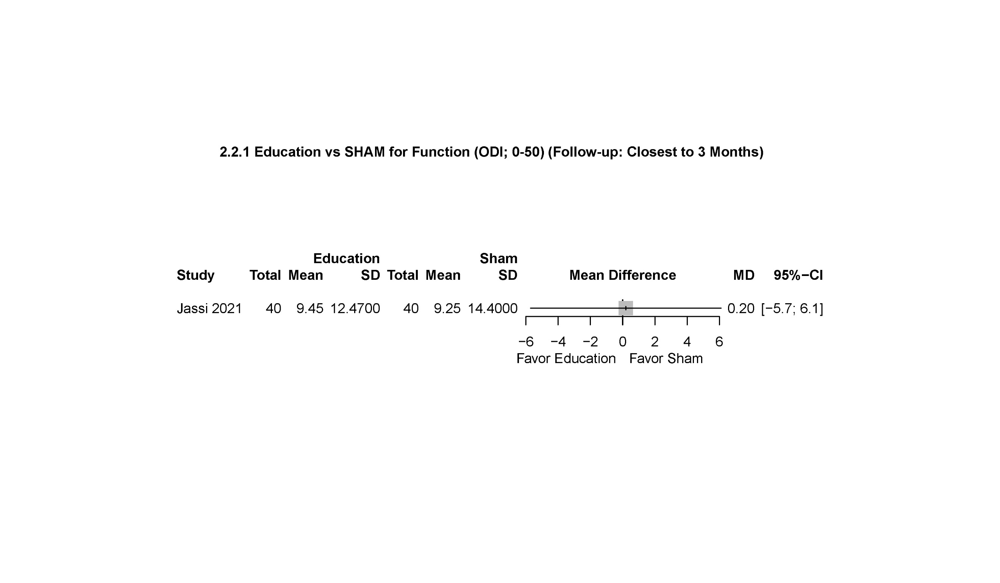 2.2.1 Education vs SHAM for Function (ODI; 0-50) (Follow-up: Closest to 3 Months)
Education Sham
Study Total Mean SD Total Mean SD Mean Difference MD 95%−CI
Jassi 2021 40 9.45 12.4700 40 9.25 14.4000 0.20 [−5.7; 6.1]
−6 −4 −2 0 2 4 6
Favor Education Favor Sham